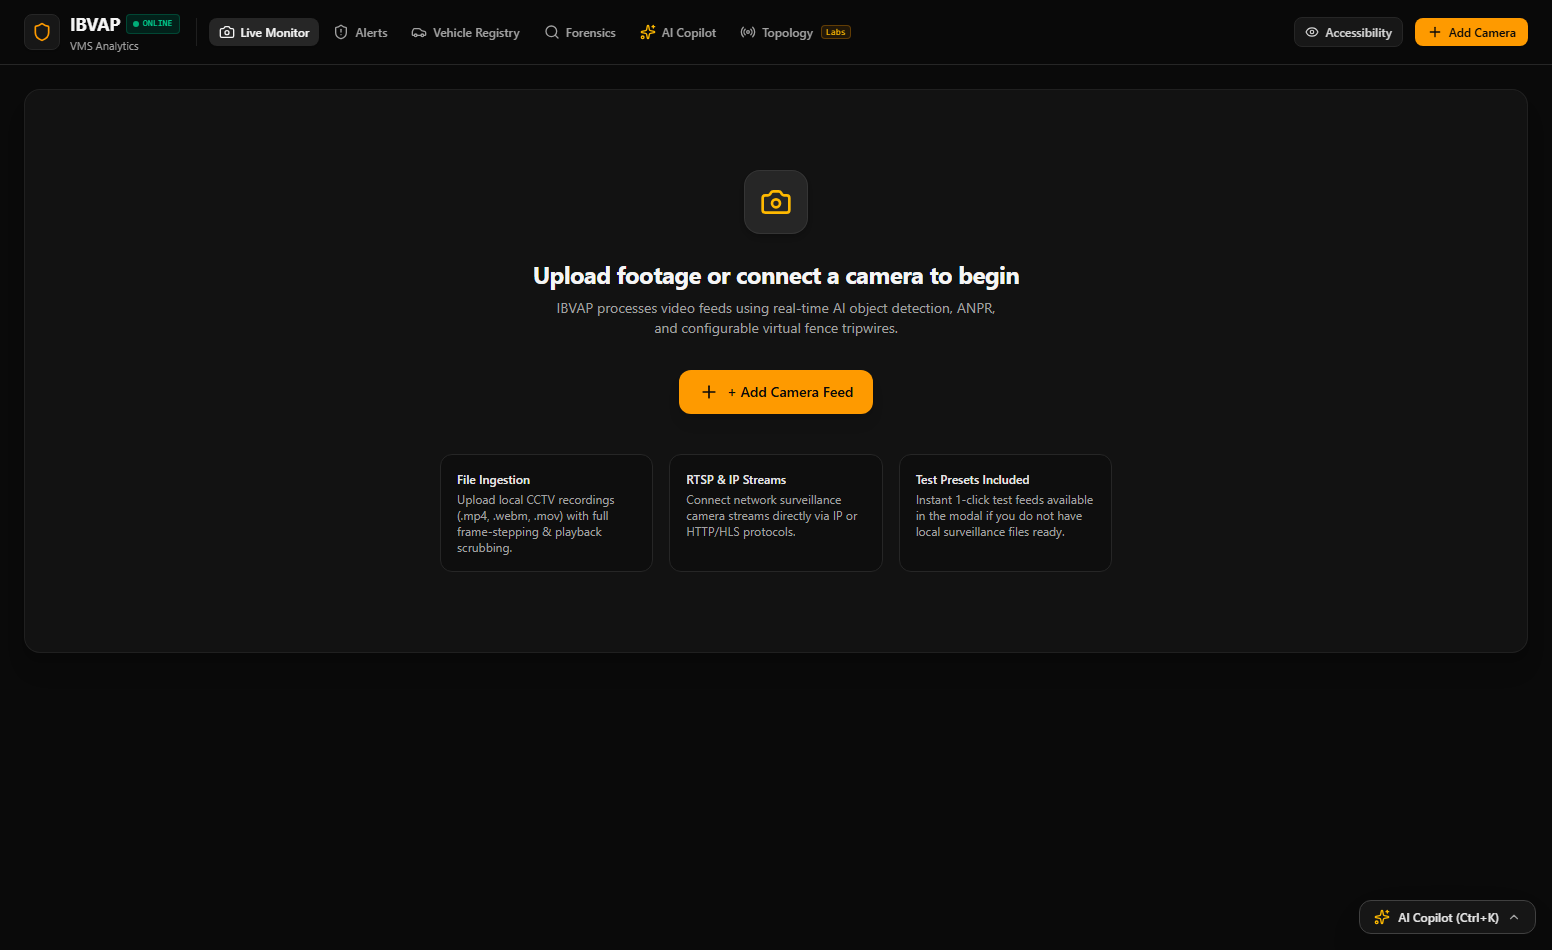 IBVAP ONLINE
VMS Analytics
Live Monitor
Alerts
Vehicle Registry
Forensics
AI Copilot
Topology Labs
Accessibility
Add Camera
Upload footage or connect a camera to begin
IBVAP processes video feeds using real-time AI object detection, ANPR,
and configurable virtual fence tripwires.
+ Add Camera Feed
File Ingestion
Upload local CCTV recordings
(.mp4, .webm, .mov) with full
frame-stepping & playback
scrubbing.
RTSP & IP Streams
Connect network surveillance
camera streams directly via IP or
HTTP/HLS protocols.
Test Presets Included
Instant 1-click test feeds available
in the modal if you do not have
local surveillance files ready.
AI Copilot (Ctrl+K)